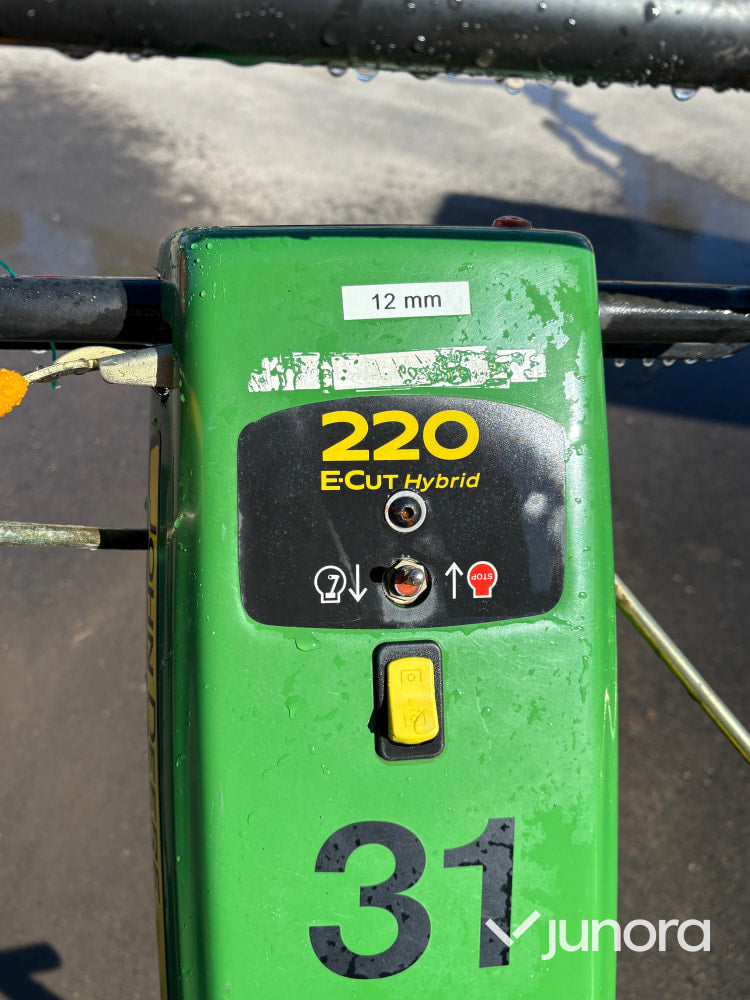 12 mm
220
E-Cut Hybrid
STOP
31
junora